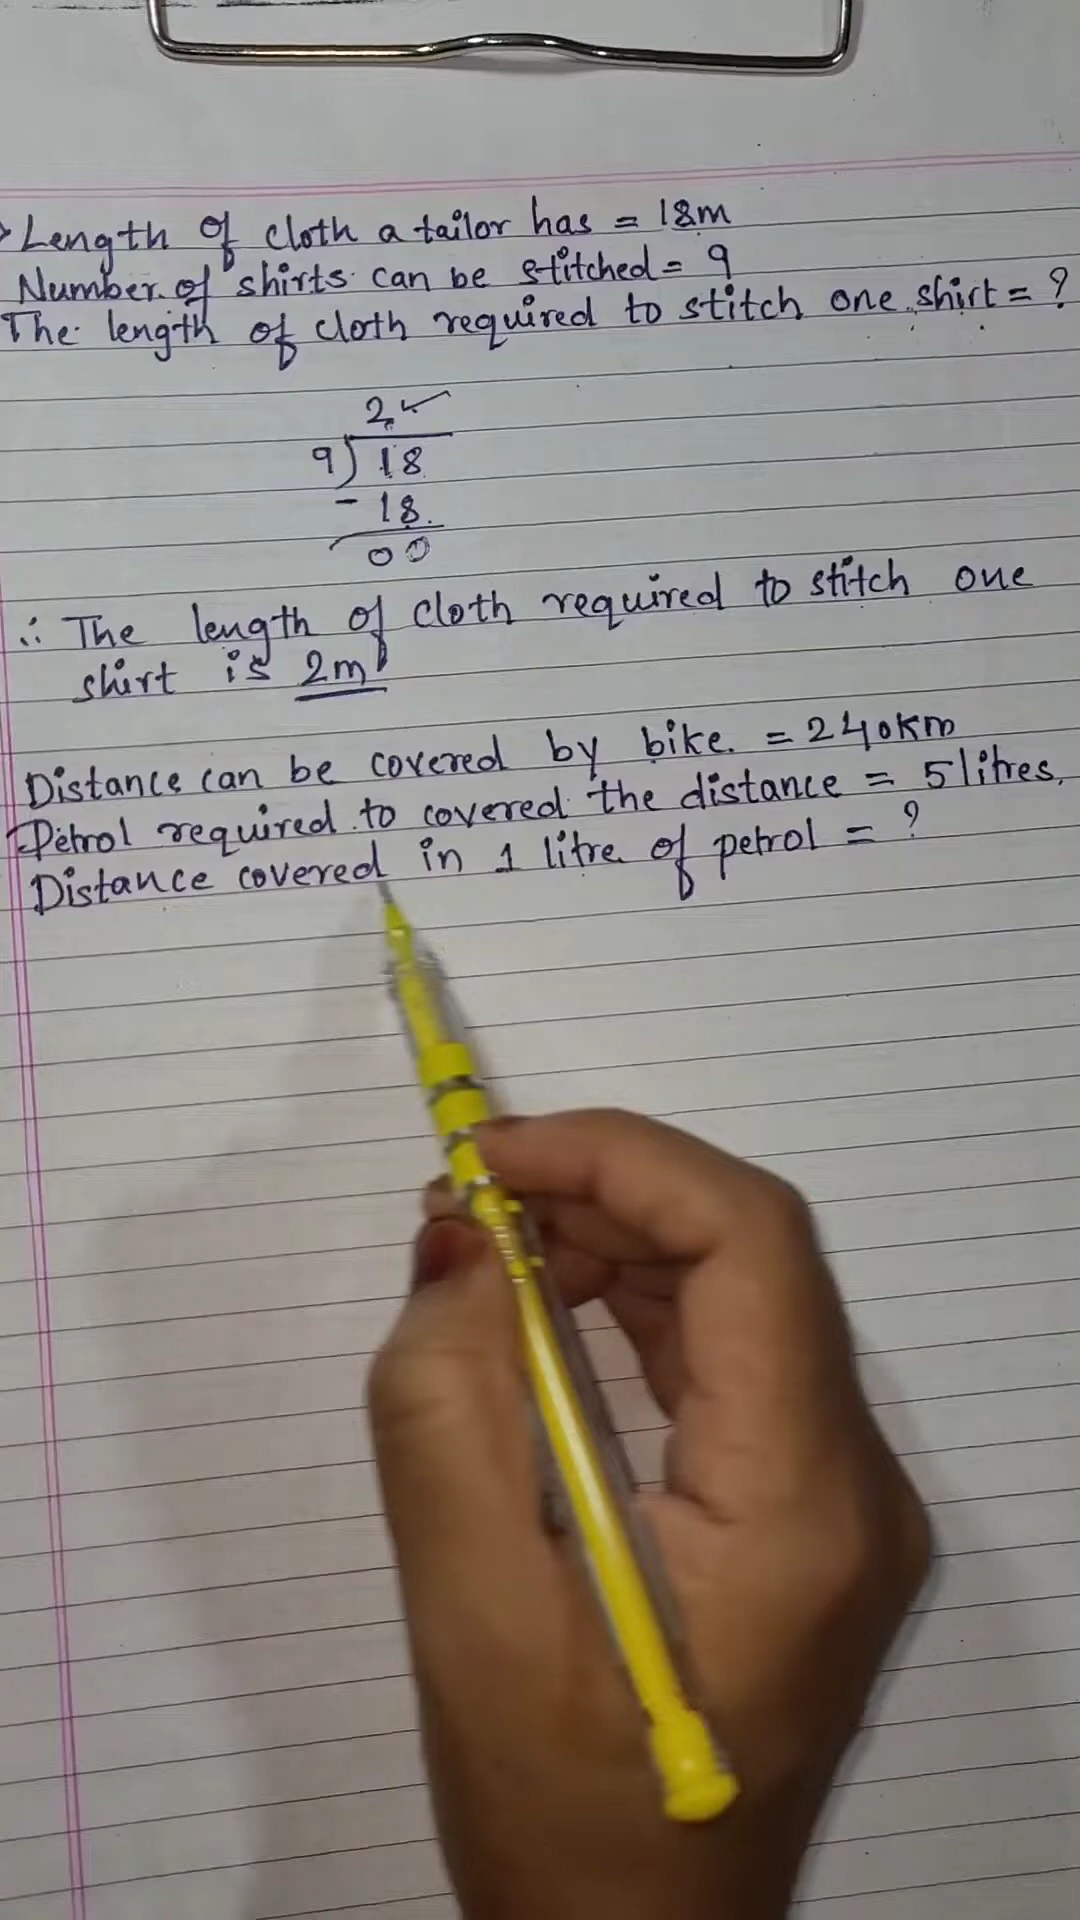 Length of cloth a tailor has = 18m
Number of shirts can be stitched = 9
The length of cloth required to stitch one shirt = ?
2 ✓
9) 18
- 18
00
∴ The length of cloth required to stitch one
shirt is 2m
Distance can be covered by bike = 240km
Petrol required to covered the distance = 5 litres.
Distance covered in 1 litre of petrol = ?